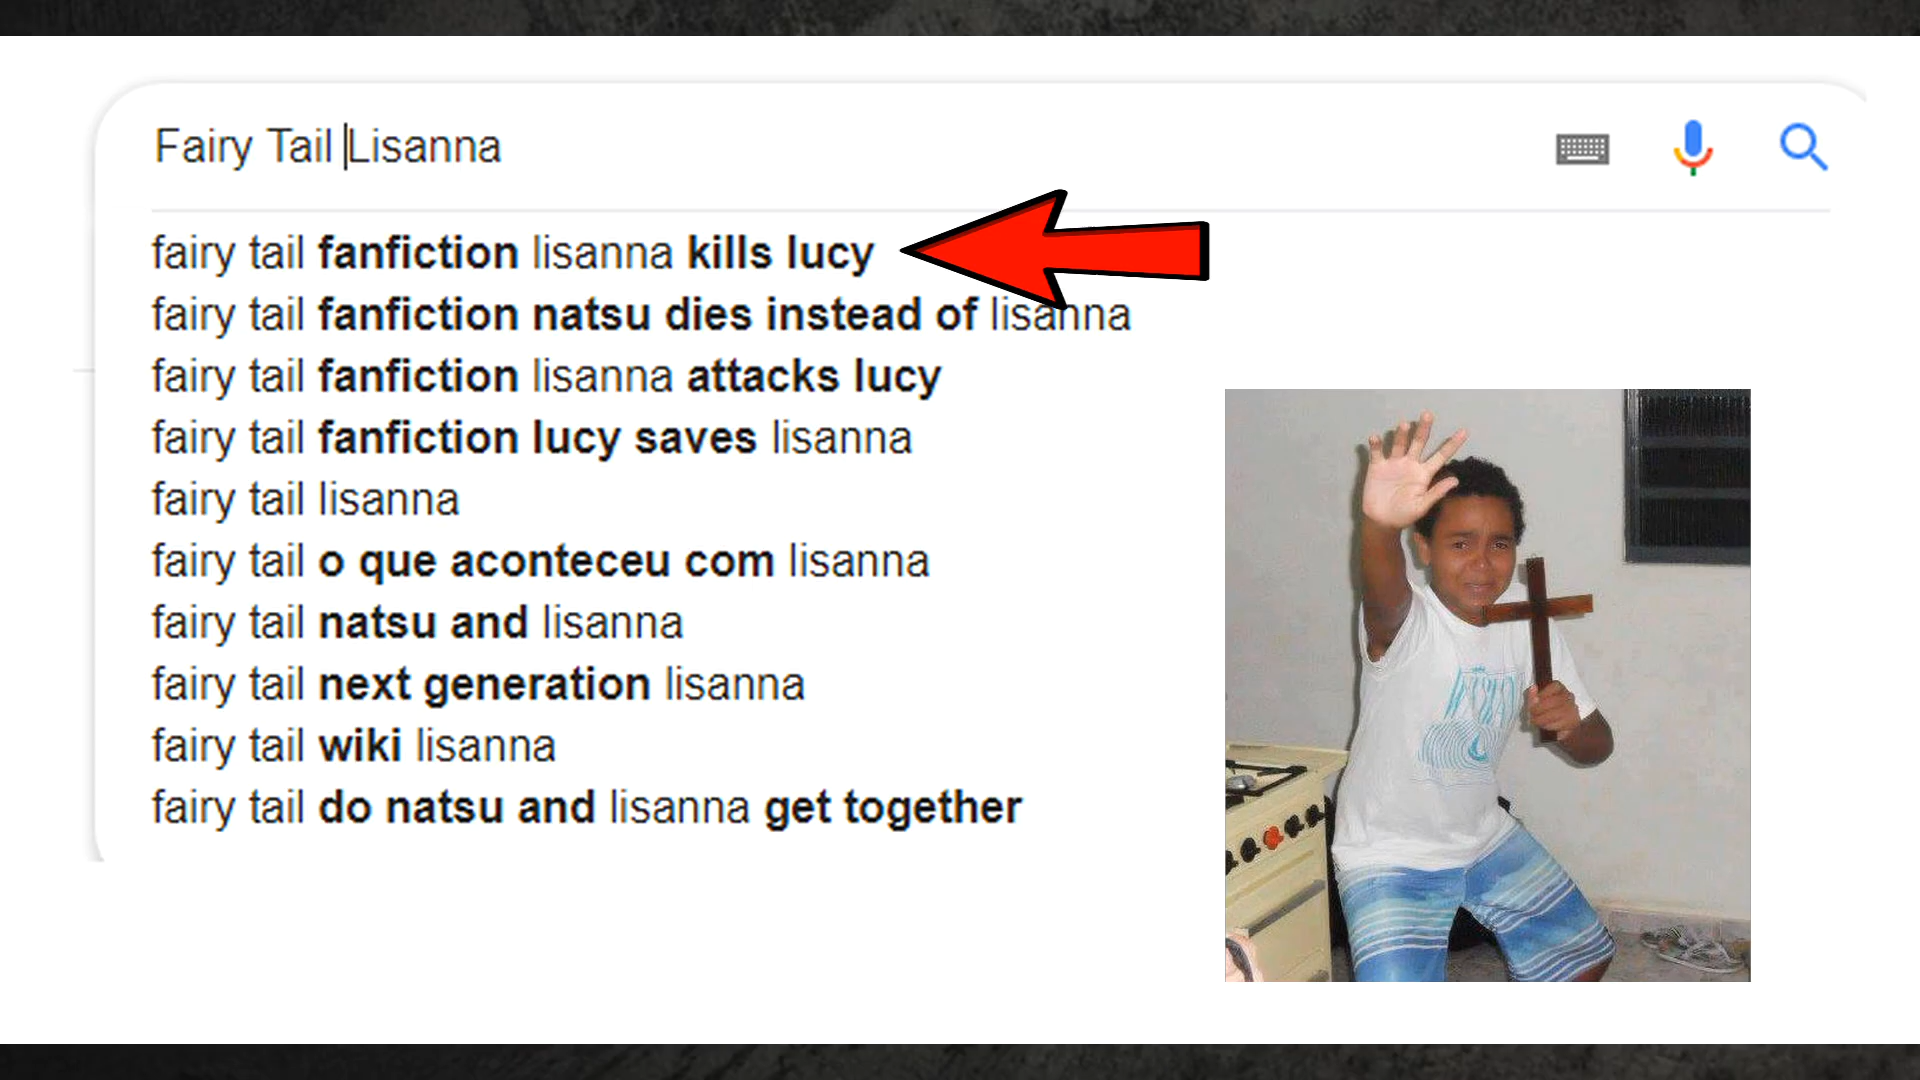 Fairy Tail Lisanna
fairy tail fanfiction lisanna kills lucy
fairy tail fanfiction natsu dies instead of lisanna
fairy tail fanfiction lisanna attacks lucy
fairy tail fanfiction lucy saves lisanna
fairy tail lisanna
fairy tail o que aconteceu com lisanna
fairy tail natsu and lisanna
fairy tail next generation lisanna
fairy tail wiki lisanna
fairy tail do natsu and lisanna get together